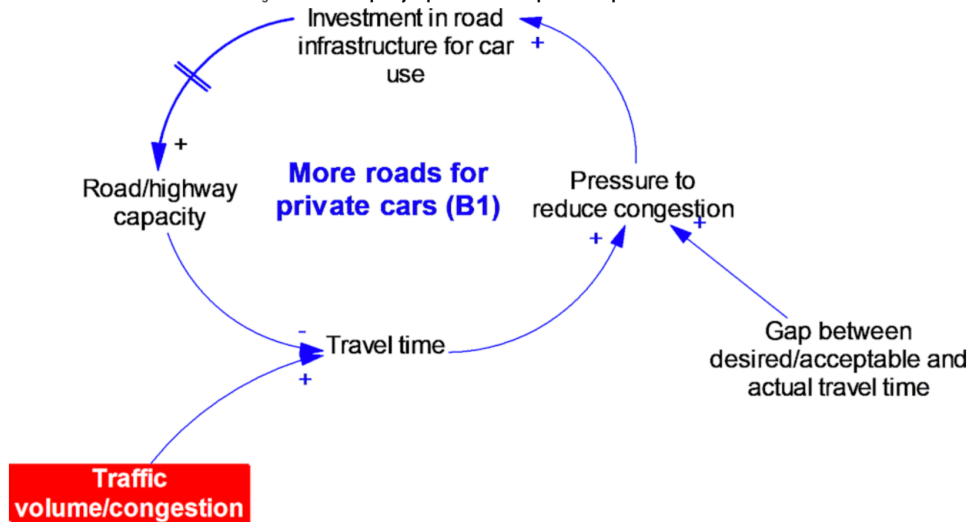 Investment in road
infrastructure for car
use
+
+
Road/highway
capacity
More roads for
private cars (B1)
Pressure to
reduce congestion
+
+
-
Travel time
+
Gap between
desired/acceptable and
actual travel time
Traffic
volume/congestion